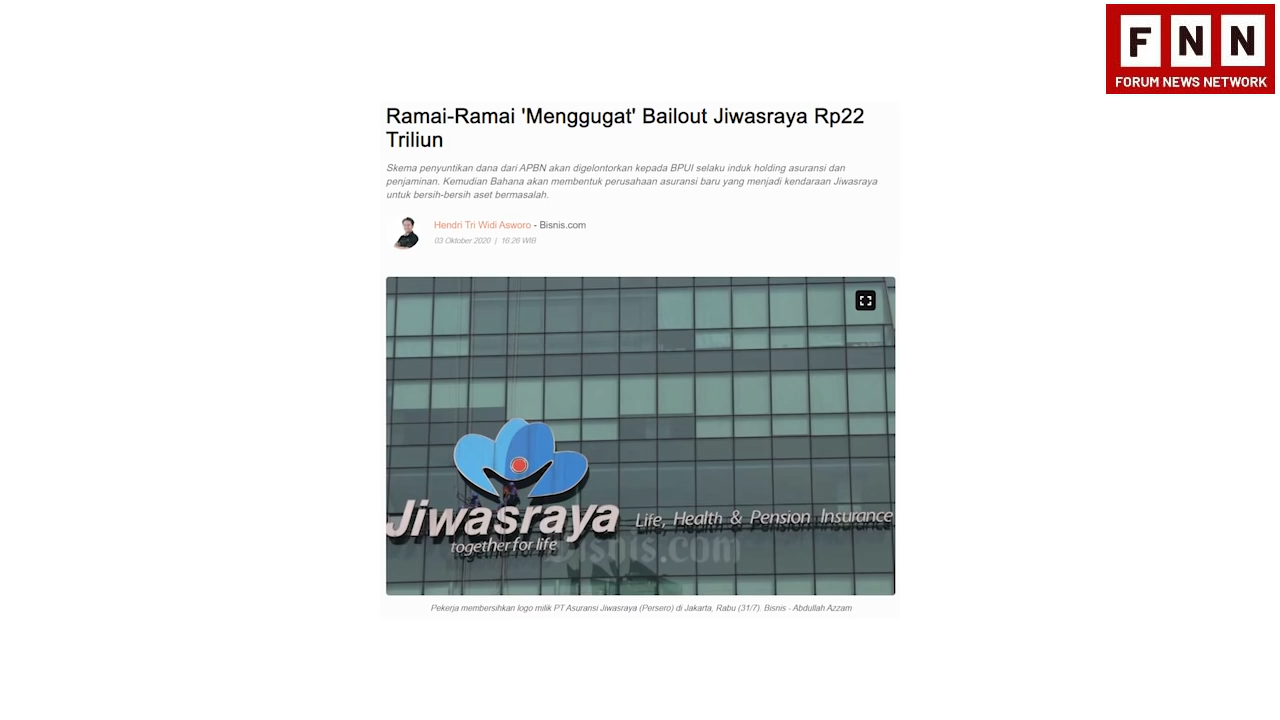 F N N
FORUM NEWS NETWORK
Ramai-Ramai 'Menggugat' Bailout Jiwasraya Rp22
Triliun
Skema penyuntikan dana dari APBN akan digelontorkan kepada BPUI selaku induk holding asuransi dan
penjaminan. Kemudian Bahana akan membentuk perusahaan asuransi baru yang menjadi kendaraan Jiwasraya
untuk bersih-bersih aset bermasalah.
Hendri Tri Widi Asworo - Bisnis.com
03 Oktober 2020 | 16:26 WIB
Jiwasraya Life, Health & Pension Insurance
together for life
Bisnis.com
Pekerja membersihkan logo milik PT Asuransi Jiwasraya (Persero) di Jakarta, Rabu (31/7). Bisnis - Abdullah Azzam